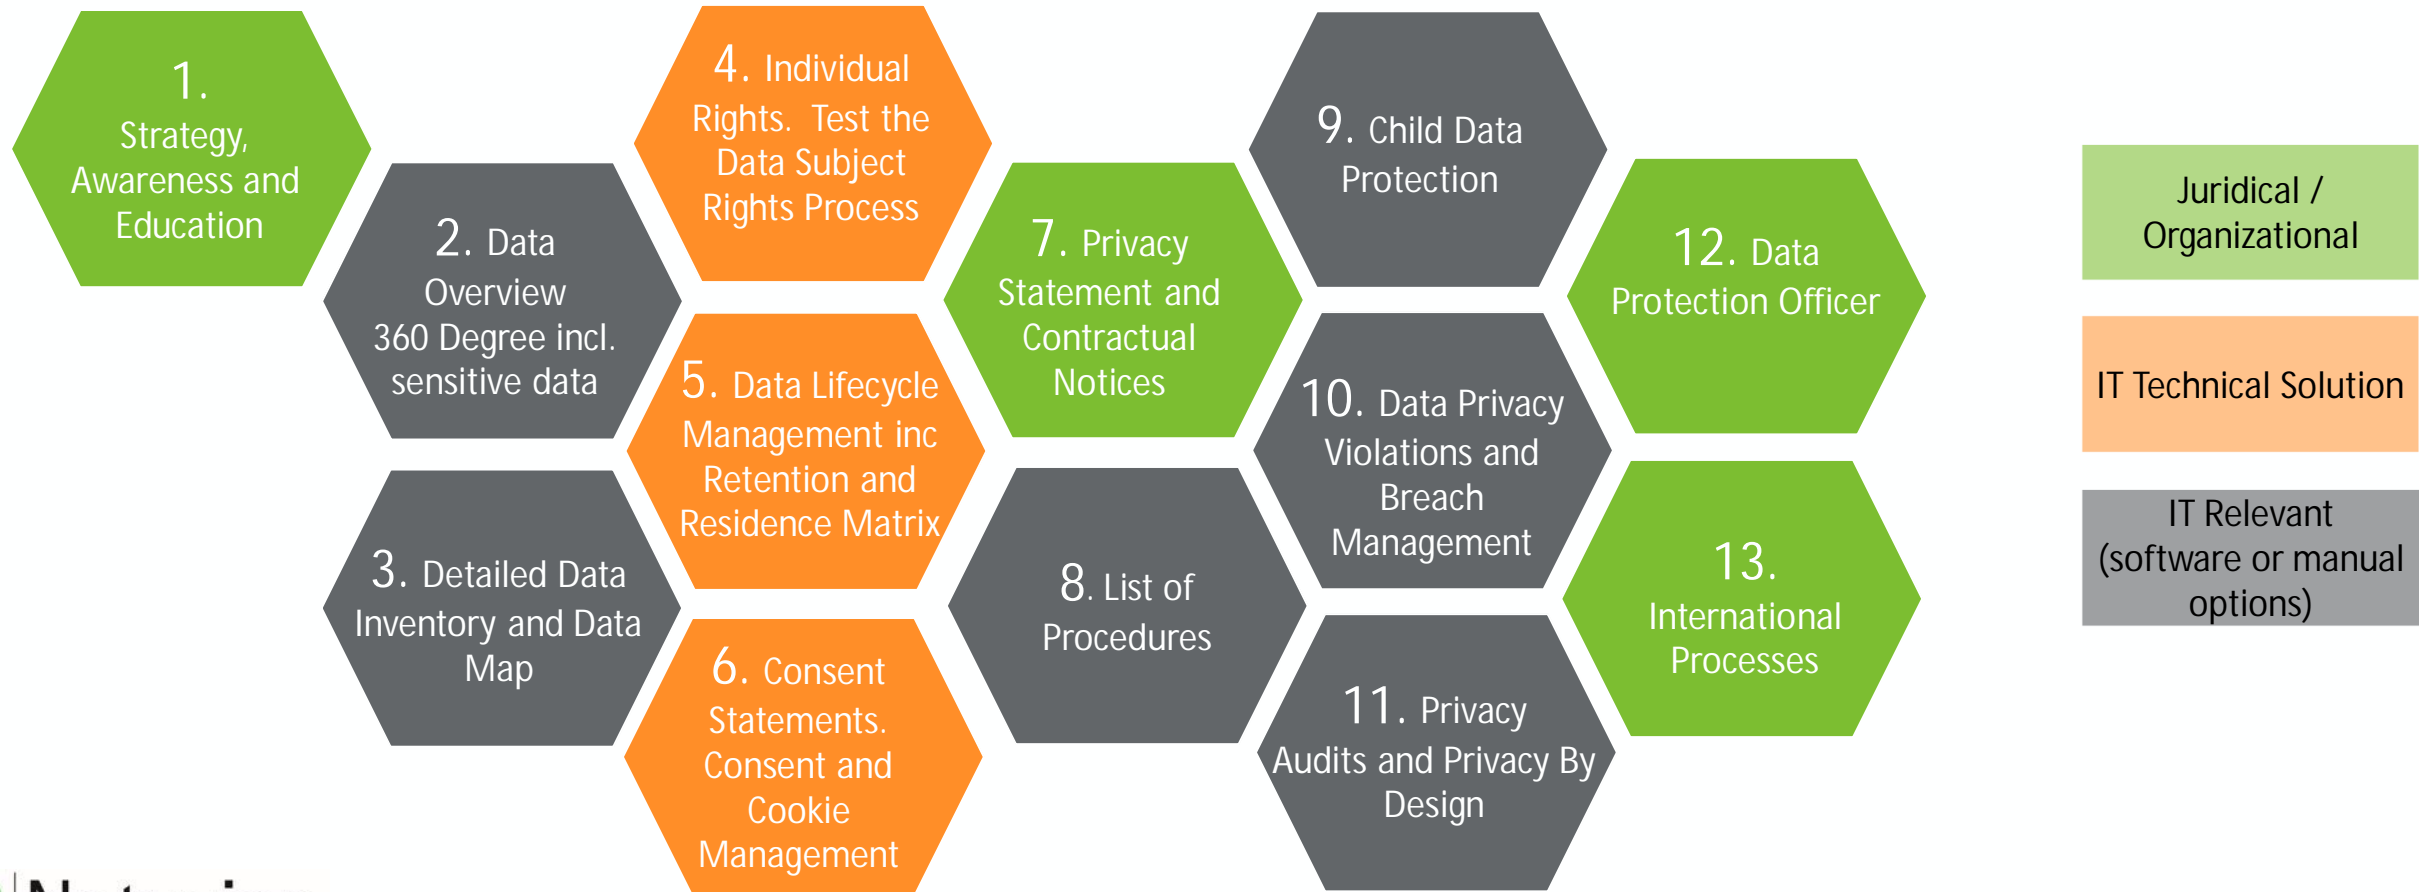 1.
Strategy,
Awareness and
Education
2. Data
Overview
360 Degree incl.
sensitive data
3. Detailed Data
Inventory and Data
Map
4. Individual
Rights. Test the
Data Subject
Rights Process
5. Data Lifecycle
Management inc
Retention and
Residence Matrix
6. Consent
Statements.
Consent and
Cookie
Management
7. Privacy
Statement and
Contractual
Notices
8. List of
Procedures
9. Child Data
Protection
10. Data Privacy
Violations and
Breach
Management
11. Privacy
Audits and Privacy By
Design
12. Data
Protection Officer
13.
International
Processes
Juridical /
Organizational
IT Technical Solution
IT Relevant
(software or manual
options)